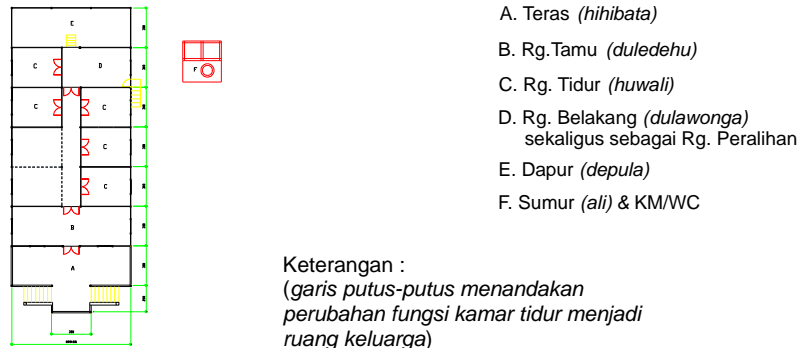 E
C
D
F
C
C
C
C
B
A
A. Teras (hihibata)
B. Rg.Tamu (duledehu)
C. Rg. Tidur (huwali)
D. Rg. Belakang (dulawonga)
sekaligus sebagai Rg. Peralihan
E. Dapur (depula)
F. Sumur (ali) & KM/WC
Keterangan :
(garis putus-putus menandakan
perubahan fungsi kamar tidur menjadi
ruang keluarga)